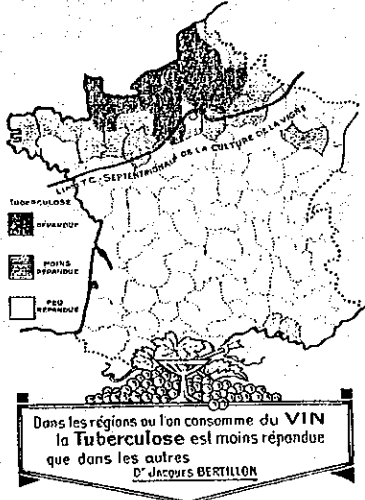 LIMITE SEPTENTRIONALE DE LA CULTURE DE LA VIGNE
TUBERCULOSE
RÉPANDUE
MOINS
RÉPANDUE
PEU
RÉPANDUE
Dans les régions ou l'on consomme du VIN
la Tuberculose est moins répandue
que dans les autres
Dr Jacques BERTILLON